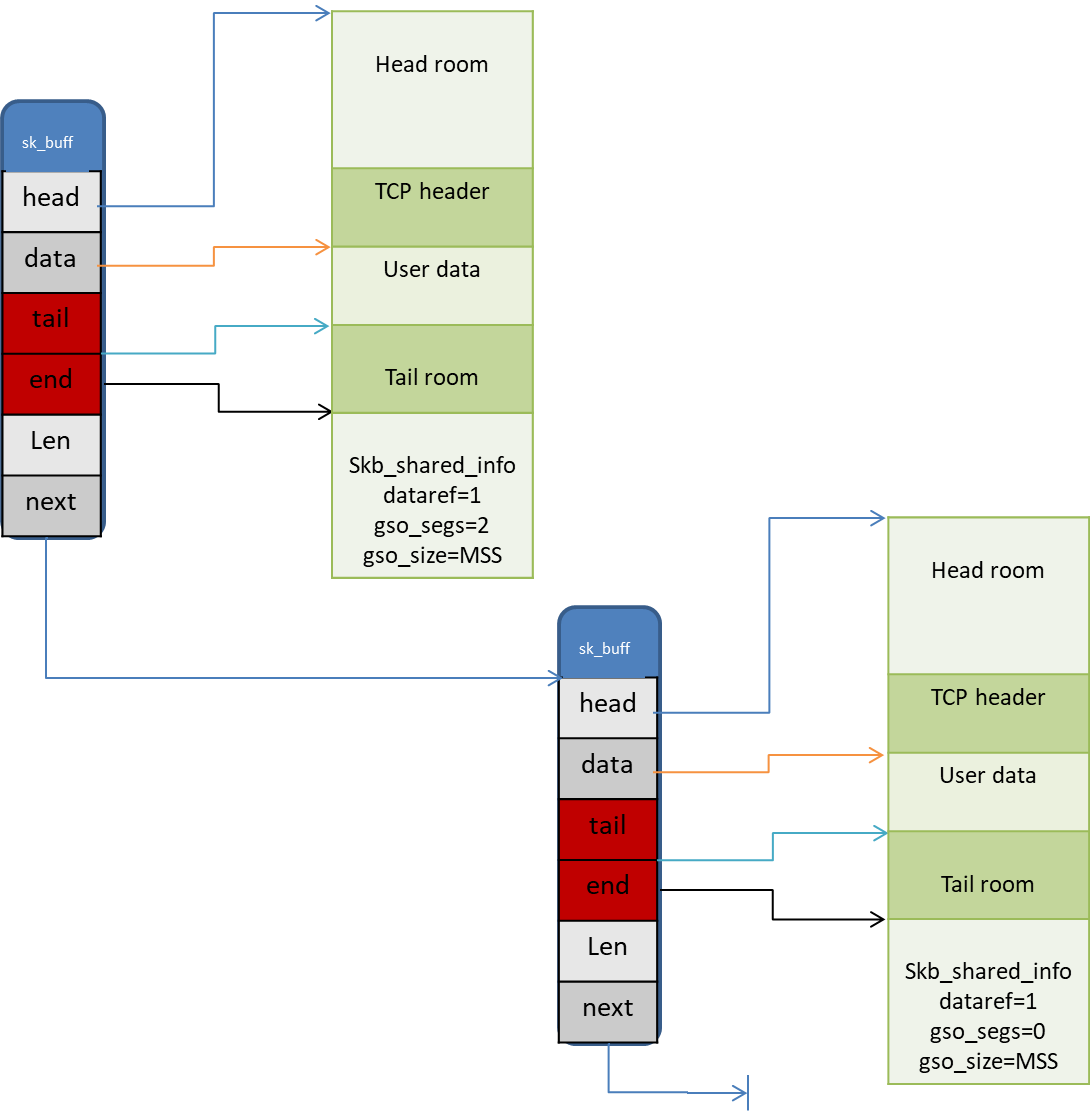 sk_buff
head
data
tail
end
Len
next
Head room
TCP header
User data
Tail room
Skb_shared_info
dataref=1
gso_segs=2
gso_size=MSS
sk_buff
head
data
tail
end
Len
next
Head room
TCP header
User data
Tail room
Skb_shared_info
dataref=1
gso_segs=0
gso_size=MSS